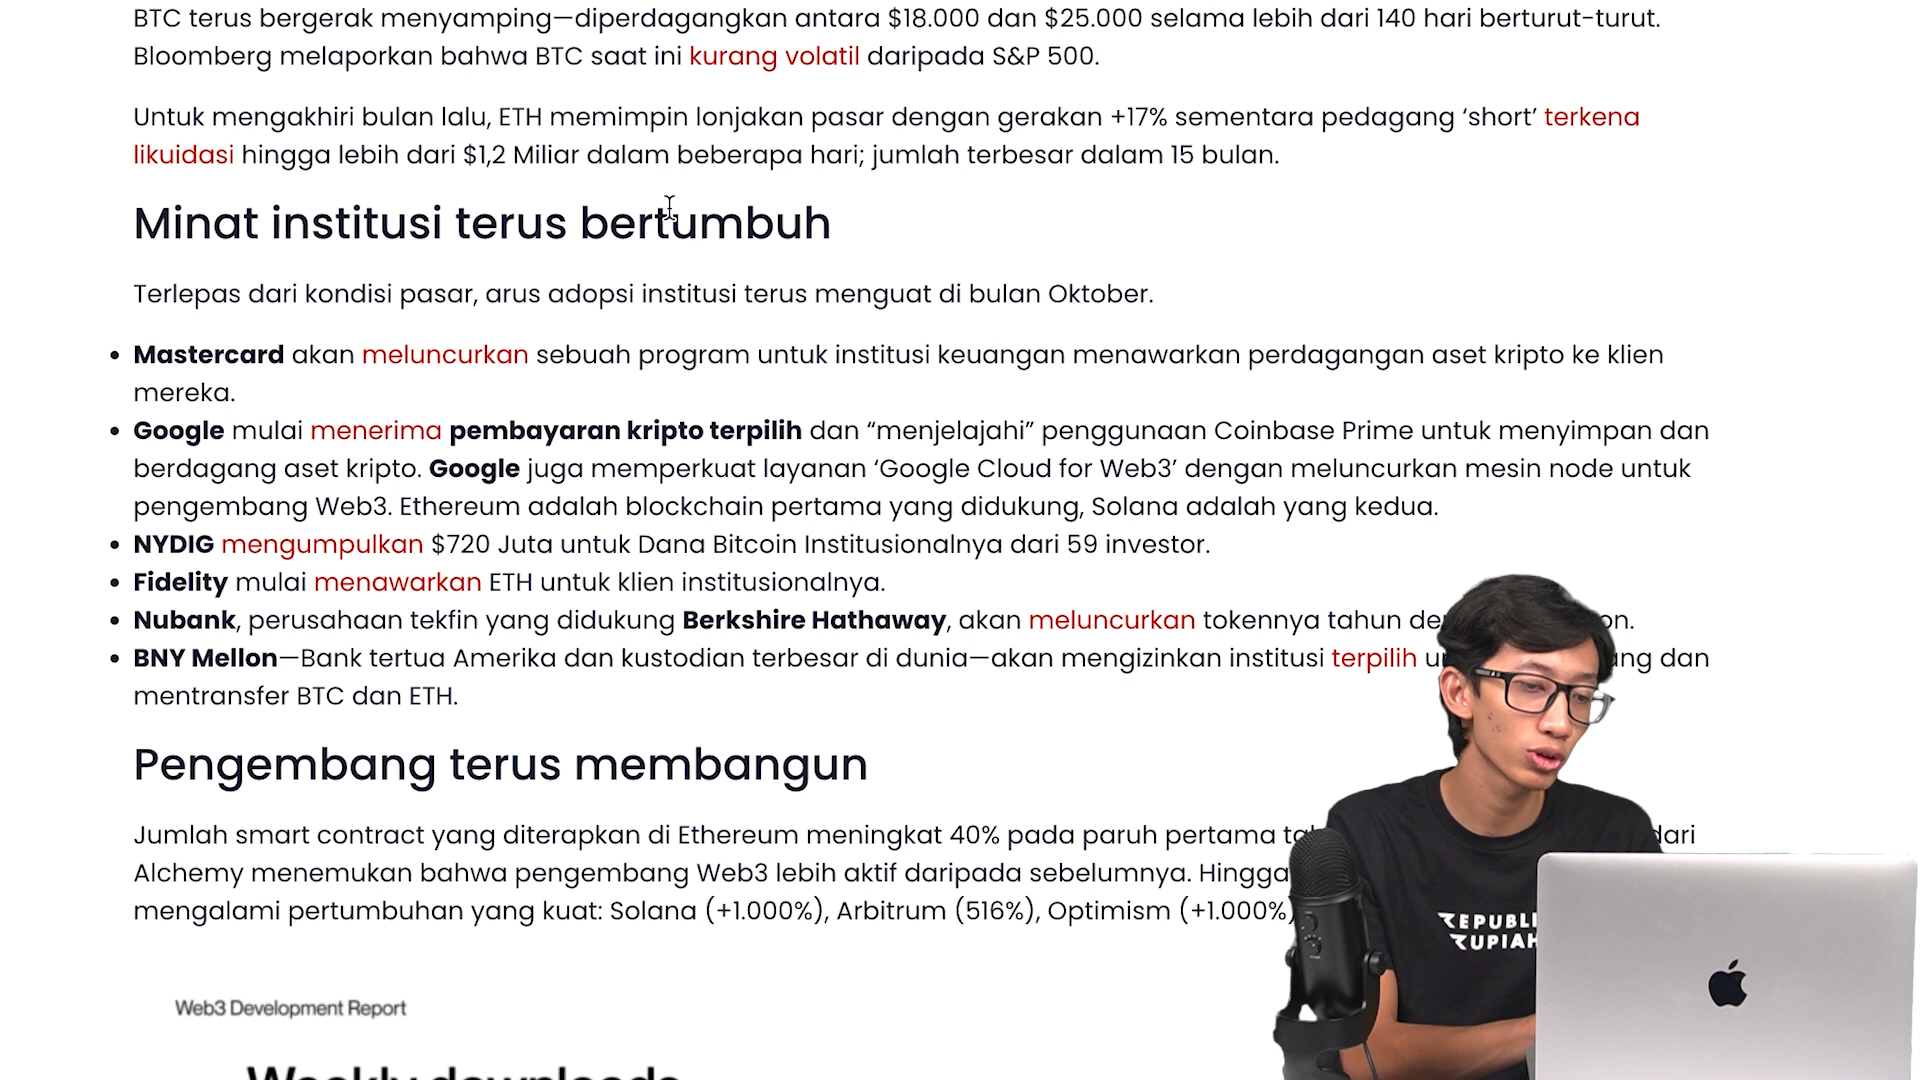 BTC terus bergerak menyamping—diperdagangkan antara $18.000 dan $25.000 selama lebih dari 140 hari berturut-turut.
Bloomberg melaporkan bahwa BTC saat ini kurang volatil daripada S&P 500.
Untuk mengakhiri bulan lalu, ETH memimpin lonjakan pasar dengan gerakan +17% sementara pedagang ‘short’ terkena
likuidasi hingga lebih dari $1,2 Miliar dalam beberapa hari; jumlah terbesar dalam 15 bulan.
Minat institusi terus bertumbuh
Terlepas dari kondisi pasar, arus adopsi institusi terus menguat di bulan Oktober.
• Mastercard akan meluncurkan sebuah program untuk institusi keuangan menawarkan perdagangan aset kripto ke klien
mereka.
• Google mulai menerima pembayaran kripto terpilih dan “menjelajahi” penggunaan Coinbase Prime untuk menyimpan dan
berdagang aset kripto. Google juga memperkuat layanan ‘Google Cloud for Web3’ dengan meluncurkan mesin node untuk
pengembang Web3. Ethereum adalah blockchain pertama yang didukung, Solana adalah yang kedua.
• NYDIG mengumpulkan $720 Juta untuk Dana Bitcoin Institusionalnya dari 59 investor.
• Fidelity mulai menawarkan ETH untuk klien institusionalnya.
• Nubank, perusahaan tekfin yang didukung Berkshire Hathaway, akan meluncurkan tokennya tahun
• BNY Mellon—Bank tertua Amerika dan kustodian terbesar di dunia—akan mengizinkan institusi terpilih dan
mentransfer BTC dan ETH.
Pengembang terus membangun
Jumlah smart contract yang diterapkan di Ethereum meningkat 40% pada paruh pertama dari
Alchemy menemukan bahwa pengembang Web3 lebih aktif daripada sebelumnya. Hingga
mengalami pertumbuhan yang kuat: Solana (+1.000%), Arbitrum (516%), Optimism (+1.000%)
REPUBLI
RUPIAH
Web3 Development Report
Weekly downloads